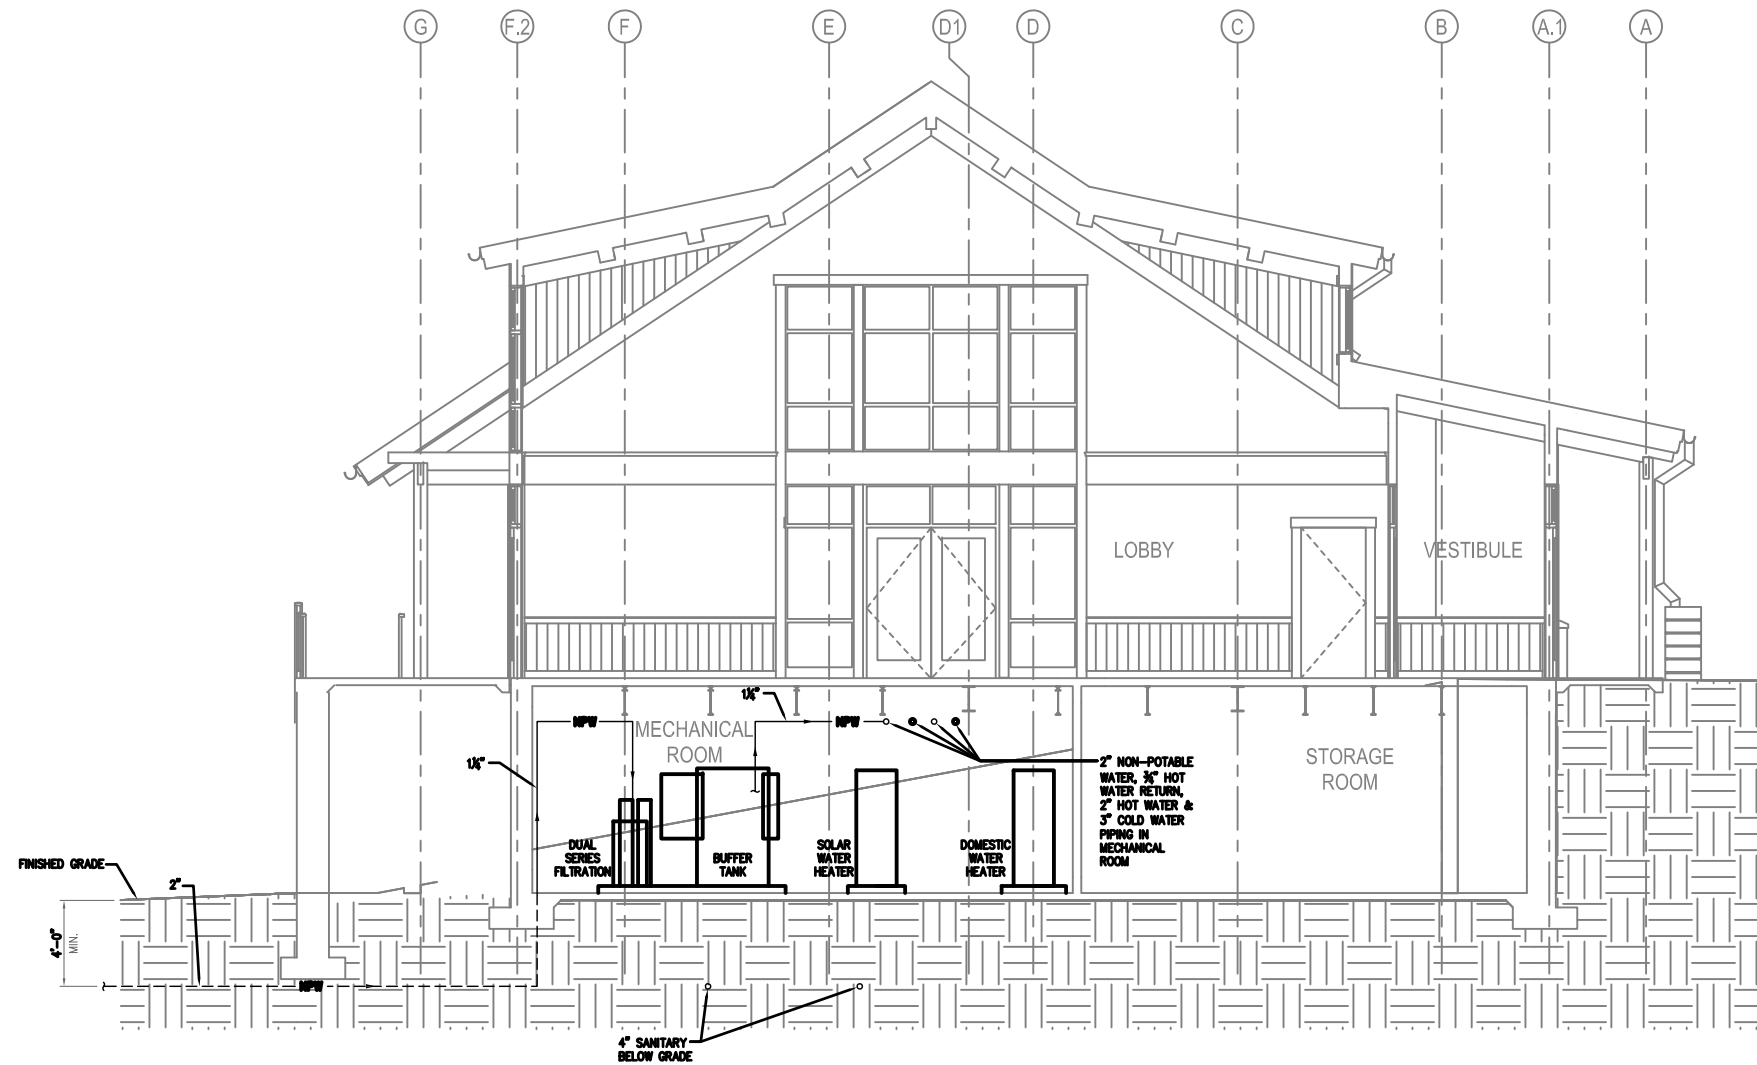 G F.2 F E D1 D C B A.1 A
LOBBY
VESTIBULE
1¼"
NPW
NPW
MECHANICAL
ROOM
1¼"
2" NON-POTABLE
WATER, ¾" HOT
WATER RETURN,
2" HOT WATER &
3" COLD WATER
PIPING IN
MECHANICAL
ROOM
STORAGE
ROOM
DUAL
SERIES
FILTRATION
BUFFER
TANK
SOLAR
WATER
HEATER
DOMESTIC
WATER
HEATER
FINISHED GRADE
2"
4'-0"
MIN.
NPW
4" SANITARY
BELOW GRADE